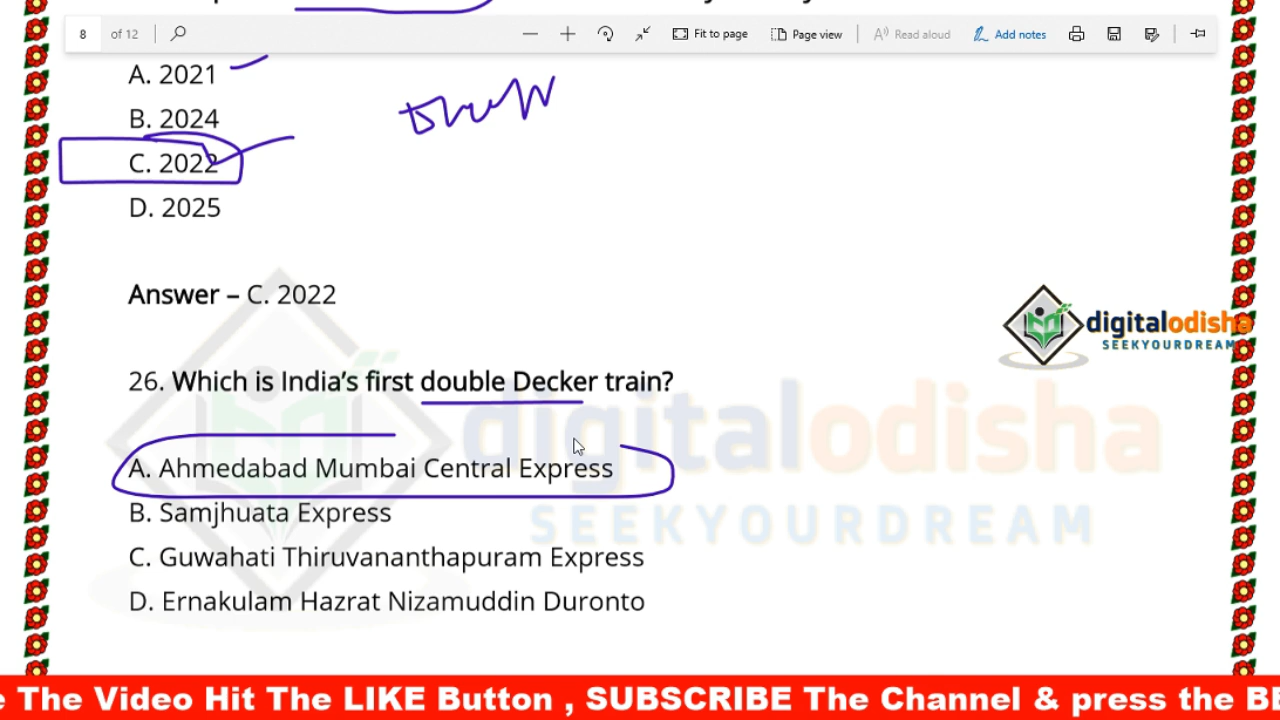 8 of 12 Fit to page Page view Read aloud Add notes
A. 2021
B. 2024
C. 2022
D. 2025
Answer – C. 2022
digitalodisha
SEEKYOURDREAM
26. Which is India's first double Decker train?
digitalodisha
A. Ahmedabad Mumbai Central Express
B. Samjhuata Express
SEEKYOURDREAM
C. Guwahati Thiruvananthapuram Express
D. Ernakulam Hazrat Nizamuddin Duronto
e The Video Hit The LIKE Button , SUBSCRIBE The Channel & press the BE